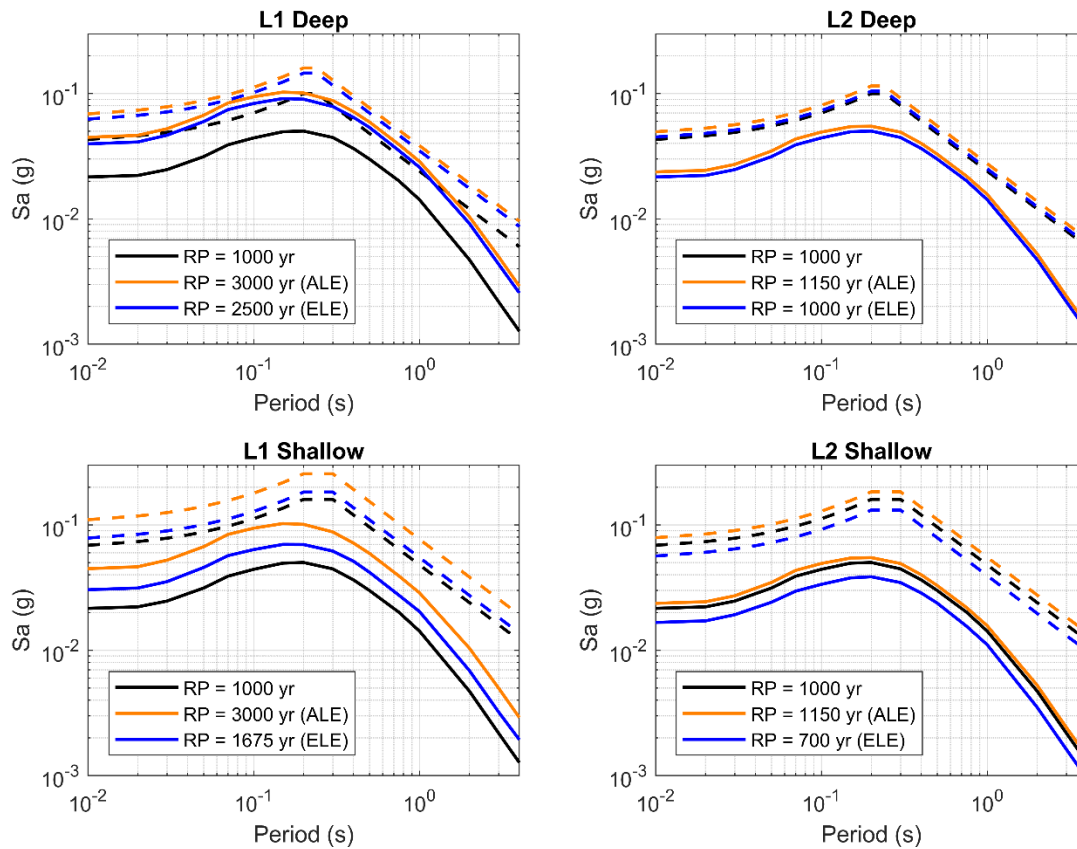 L1 Deep
10^-1
10^-2
10^-3
Sa (g)
RP = 1000 yr
RP = 3000 yr (ALE)
RP = 2500 yr (ELE)
10^-2
10^-1
10^0
Period (s)
L2 Deep
10^-1
10^-2
10^-3
Sa (g)
RP = 1000 yr
RP = 1150 yr (ALE)
RP = 1000 yr (ELE)
10^-2
10^-1
10^0
Period (s)
L1 Shallow
10^-1
10^-2
10^-3
Sa (g)
RP = 1000 yr
RP = 3000 yr (ALE)
RP = 1675 yr (ELE)
10^-2
10^-1
10^0
Period (s)
L2 Shallow
10^-1
10^-2
10^-3
Sa (g)
RP = 1000 yr
RP = 1150 yr (ALE)
RP = 700 yr (ELE)
10^-2
10^-1
10^0
Period (s)